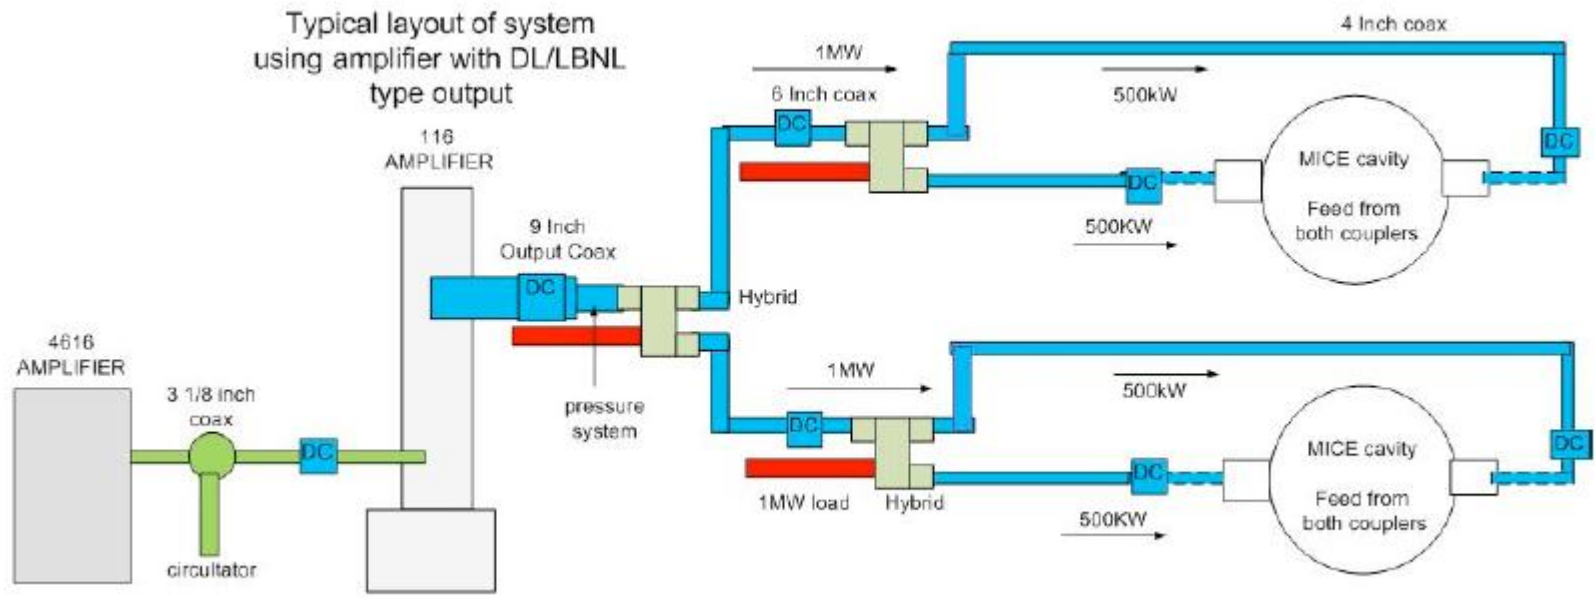 Typical layout of system
using amplifier with DL/LBNL
type output
116
AMPLIFIER
9 Inch
Output Coax
DC
Hybrid
pressure
system
4616
AMPLIFIER
3 1/8 inch
coax
DC
circultator
1MW
6 Inch coax
DC
4 Inch coax
500kW
DC
DC
500KW
MICE cavity
Feed from
both couplers
1MW
DC
1MW load
Hybrid
500kW
DC
DC
500KW
MICE cavity
Feed from
both couplers